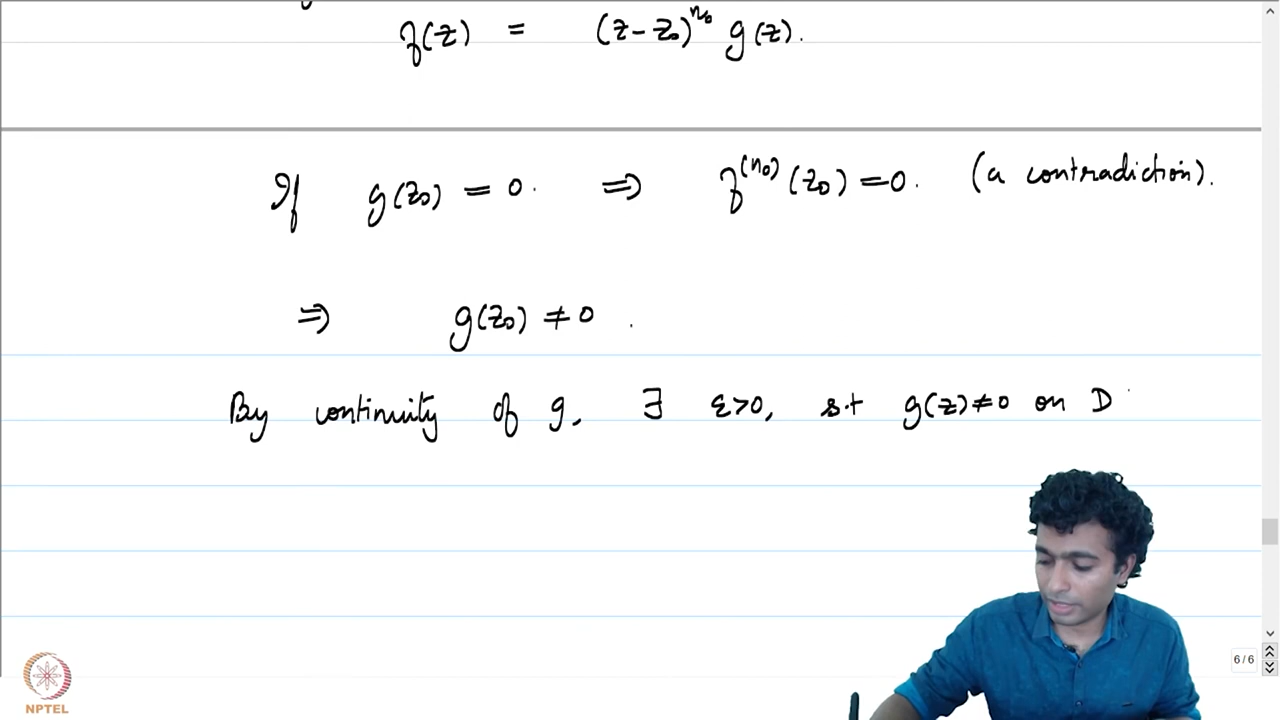 f(z) = (z-z₀)^n₀ g(z).
If g(z₀) = 0. ⇒ f^(n₀) (z₀) = 0. (a contradiction).
⇒ g(z₀) ≠ 0.
By continuity of g, ∃ ε>0, s.t g(z)≠0 on D
6 / 6
NPTEL